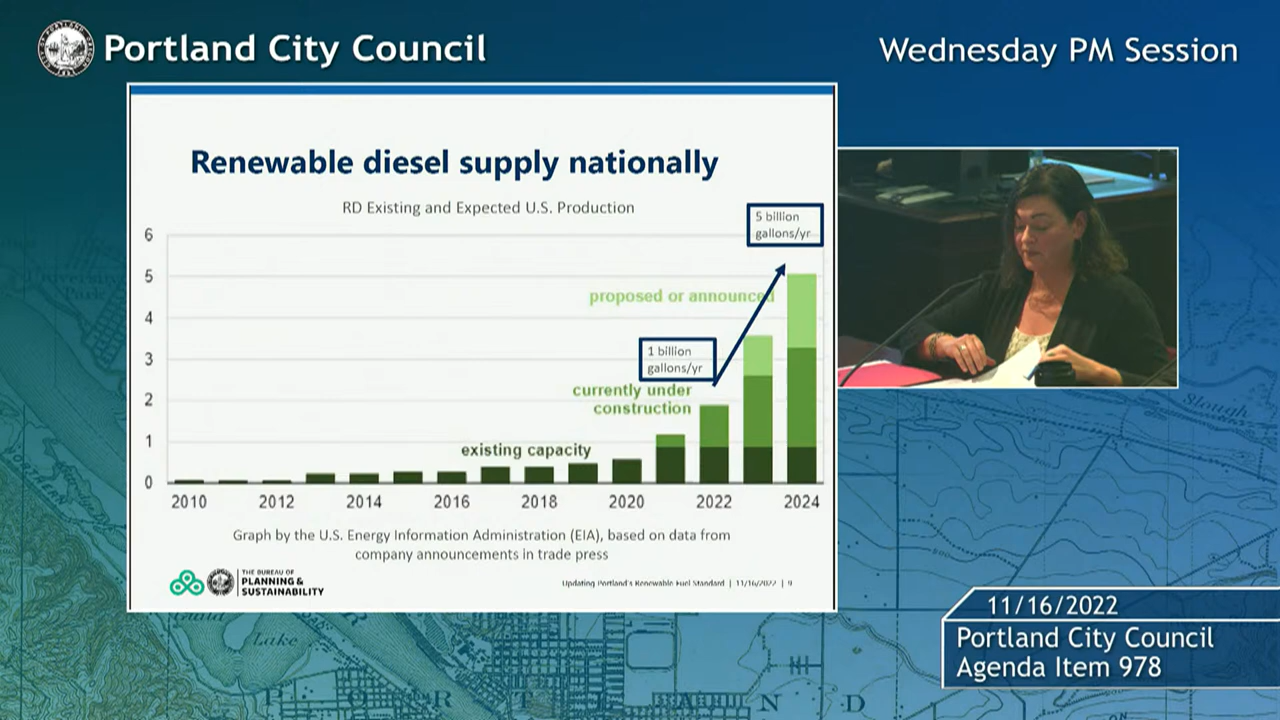 Portland City Council
Wednesday PM Session
Renewable diesel supply nationally
RD Existing and Expected U.S. Production
5 billion
gallons/yr
proposed or announced
1 billion
gallons/yr
currently under
construction
existing capacity
6
5
4
3
2
1
0
2010 2012 2014 2016 2018 2020 2022 2024
Graph by the U.S. Energy Information Administration (EIA), based on data from
company announcements in trade press
THE BUREAU OF
PLANNING &
SUSTAINABILITY
Updating Portland's Renewable Fuel Standard | 11/16/2022 | 9
11/16/2022
Portland City Council
Agenda Item 978
Slough
Guild
Lake
P O R T L A N D